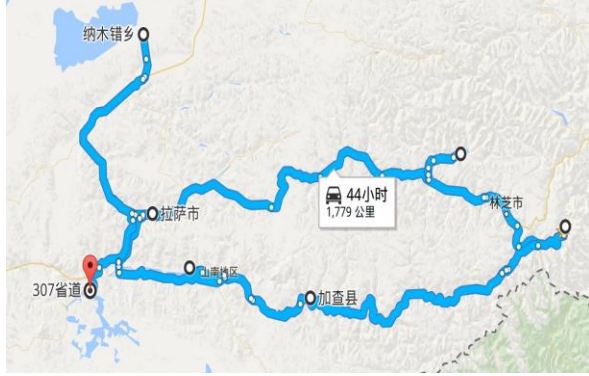 纳木错乡
拉萨市
44小时
1,779 公里
林芝市
307省道
山南地区
加查县